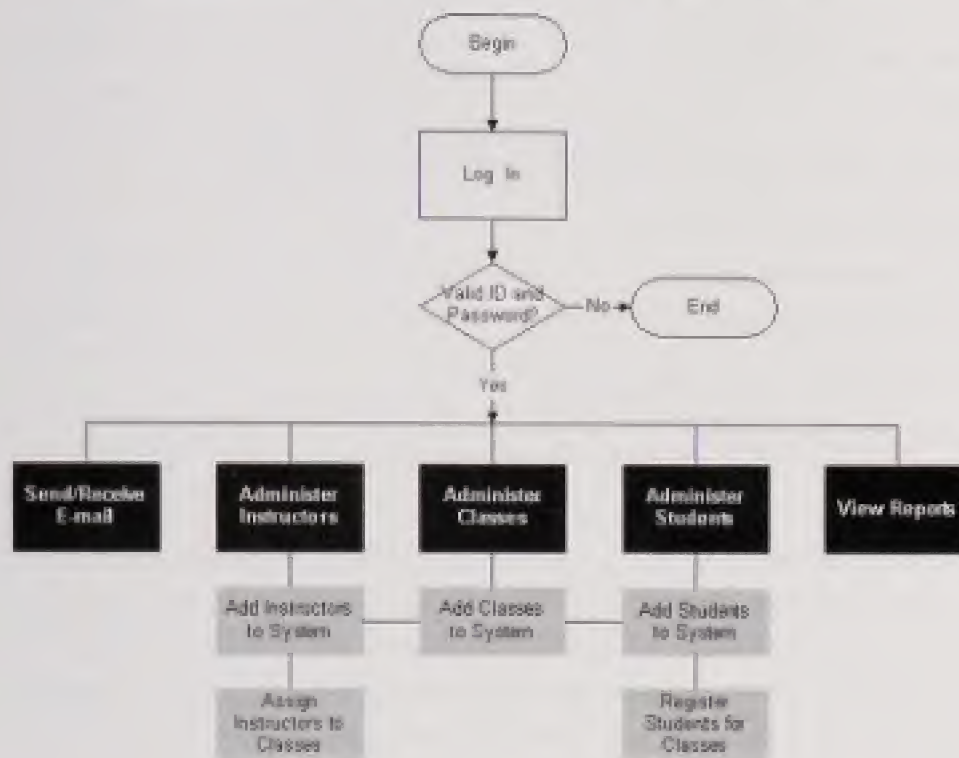 Begin
Log In
Valid ID and
Password?
No
End
Yes
Send/Receive
E-mail
Administer
Instructors
Administer
Classes
Administer
Students
View Reports
Add Instructors
to System
Add Classes
to System
Add Students
to System
Assign
Instructors to
Classes
Register
Students for
Classes